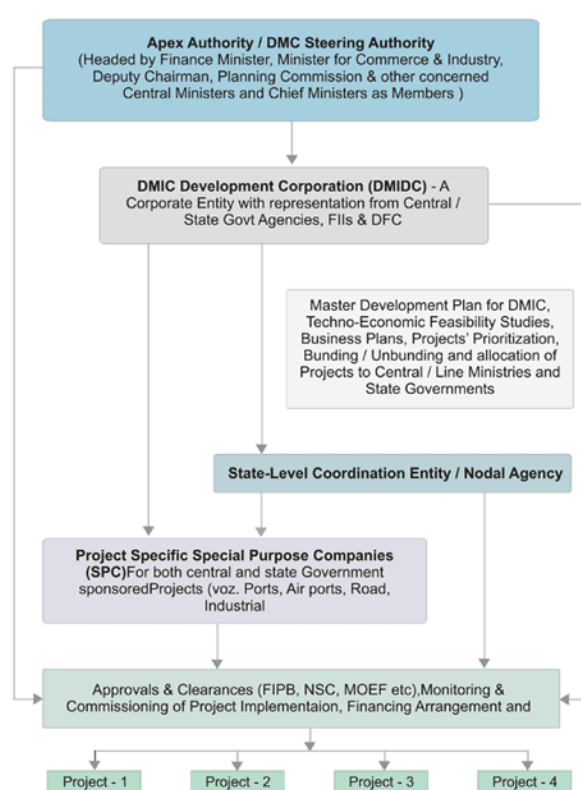 Apex Authority / DMC Steering Authority
(Headed by Finance Minister, Minister for Commerce & Industry,
Deputy Chairman, Planning Commission & other concerned
Central Ministers and Chief Ministers as Members )
DMIC Development Corporation (DMIDC) - A
Corporate Entity with representation from Central /
State Govt Agencies, FIIs & DFC
Master Development Plan for DMIC,
Techno-Economic Feasibility Studies,
Business Plans, Projects' Prioritization,
Bunding / Unbunding and allocation of
Projects to Central / Line Ministries and
State Governments
State-Level Coordination Entity / Nodal Agency
Project Specific Special Purpose Companies
(SPC)For both central and state Government
sponsoredProjects (voz. Ports, Air ports, Road,
Industrial
Approvals & Clearances (FIPB, NSC, MOEF etc),Monitoring &
Commissioning of Project Implementaion, Financing Arrangement and
Project - 1
Project - 2
Project - 3
Project - 4